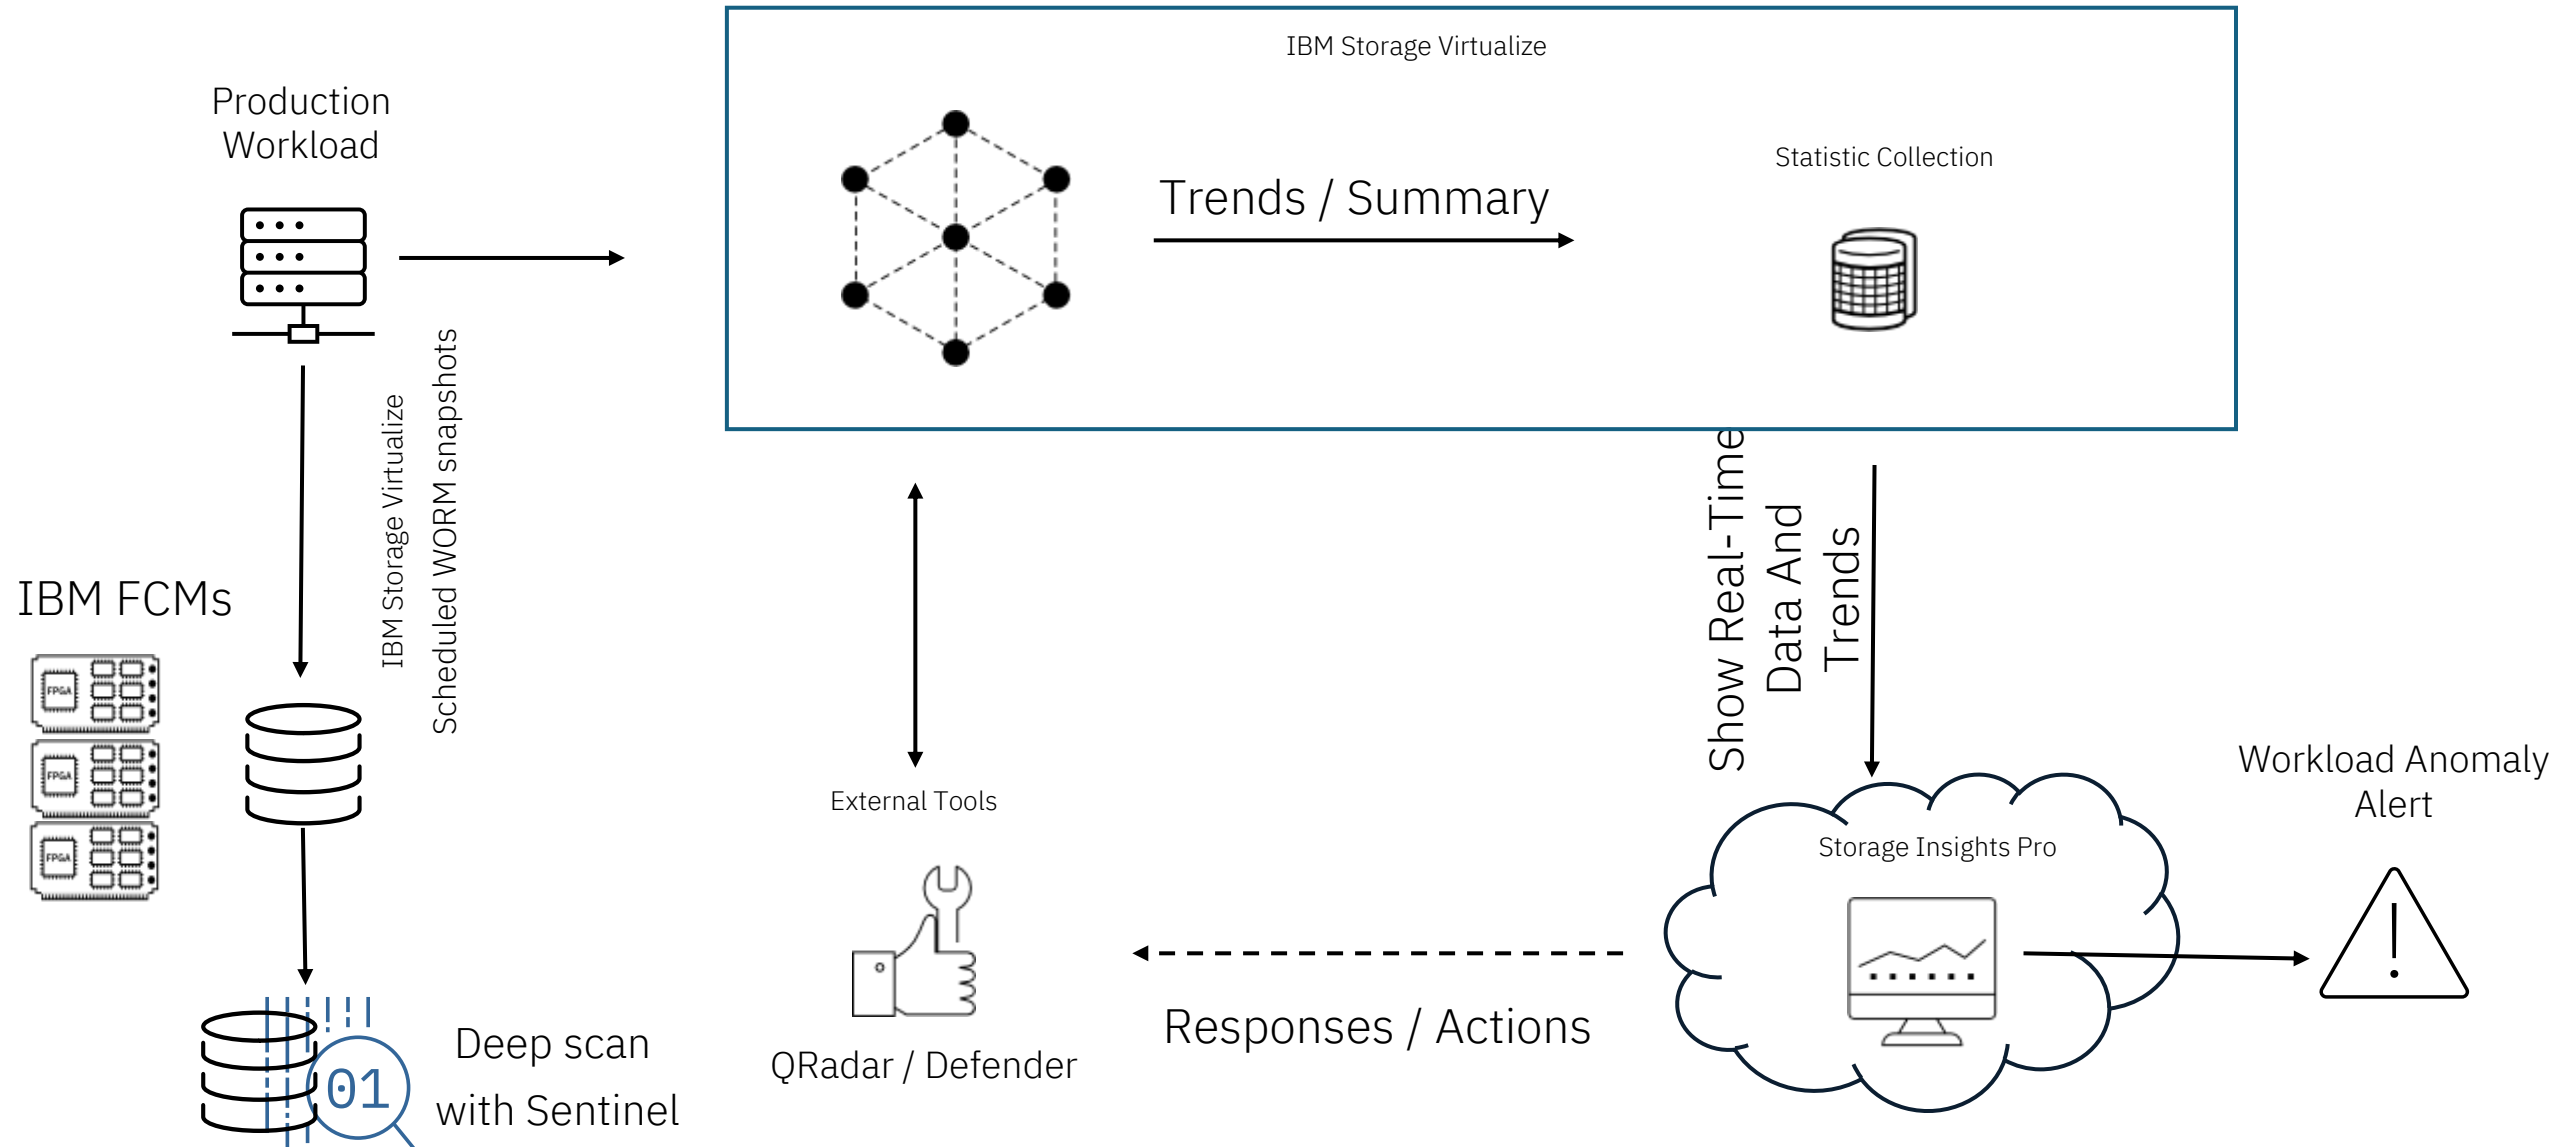 IBM Storage Virtualize
Production
Workload
Statistic Collection
Trends / Summary
IBM Storage Virtualize
Scheduled WORM snapshots
IBM FCMs
FPGA
FPGA
FPGA
Show Real-Time
Data And
Trends
Workload Anomaly
Alert
External Tools
Storage Insights Pro
Responses / Actions
QRadar / Defender
Deep scan
with Sentinel
01